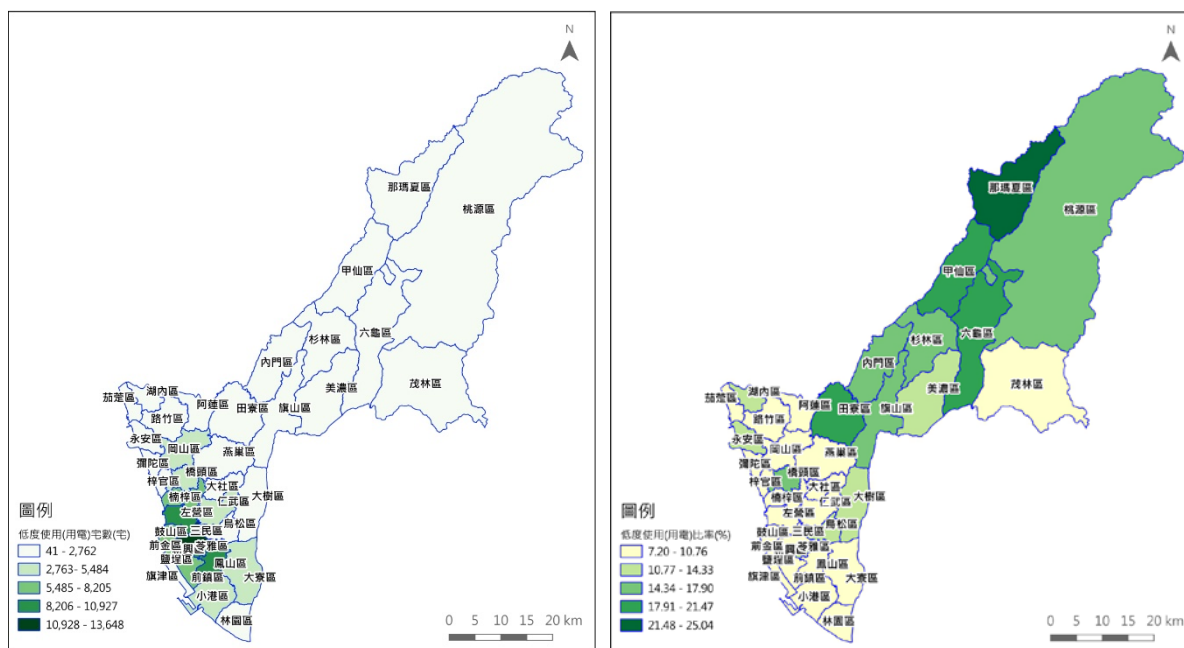 N
那瑪夏區
桃源區
甲仙區
六龜區
杉林區
內門區
美濃區
茂林區
湖內區
茄萣區
阿蓮區
田寮區
旗山區
路竹區
永安區
岡山區
燕巢區
彌陀區
橋頭區
梓官區
大社區
大樹區
楠梓區
仁武區
左營區
鳥松區
鼓山區
三民區
前金區
苓雅區
鹽埕區
鳳山區
旗津區
前鎮區
大寮區
小港區
林園區
圖例
低度使用(用電)宅數(宅)
41 - 2,762
2,763 - 5,484
5,485 - 8,205
8,206 - 10,927
10,928 - 13,648
0 5 10 15 20 km
N
那瑪夏區
桃源區
甲仙區
六龜區
杉林區
內門區
美濃區
茂林區
湖內區
茄萣區
阿蓮區
田寮區
旗山區
路竹區
永安區
岡山區
燕巢區
彌陀區
橋頭區
梓官區
大社區
大樹區
楠梓區
仁武區
左營區
鳥松區
鼓山區
三民區
前金區
苓雅區
鹽埕區
鳳山區
旗津區
前鎮區
大寮區
小港區
林園區
圖例
低度使用(用電)比率(%)
7.20 - 10.76
10.77 - 14.33
14.34 - 17.90
17.91 - 21.47
21.48 - 25.04
0 5 10 15 20 km